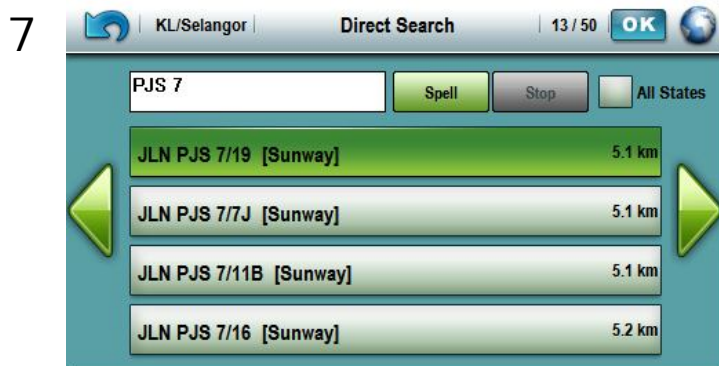 7
KL/Selangor Direct Search 13 / 50 OK
PJS 7 Spell Stop All States
JLN PJS 7/19 [Sunway] 5.1 km
JLN PJS 7/7J [Sunway] 5.1 km
JLN PJS 7/11B [Sunway] 5.1 km
JLN PJS 7/16 [Sunway] 5.2 km